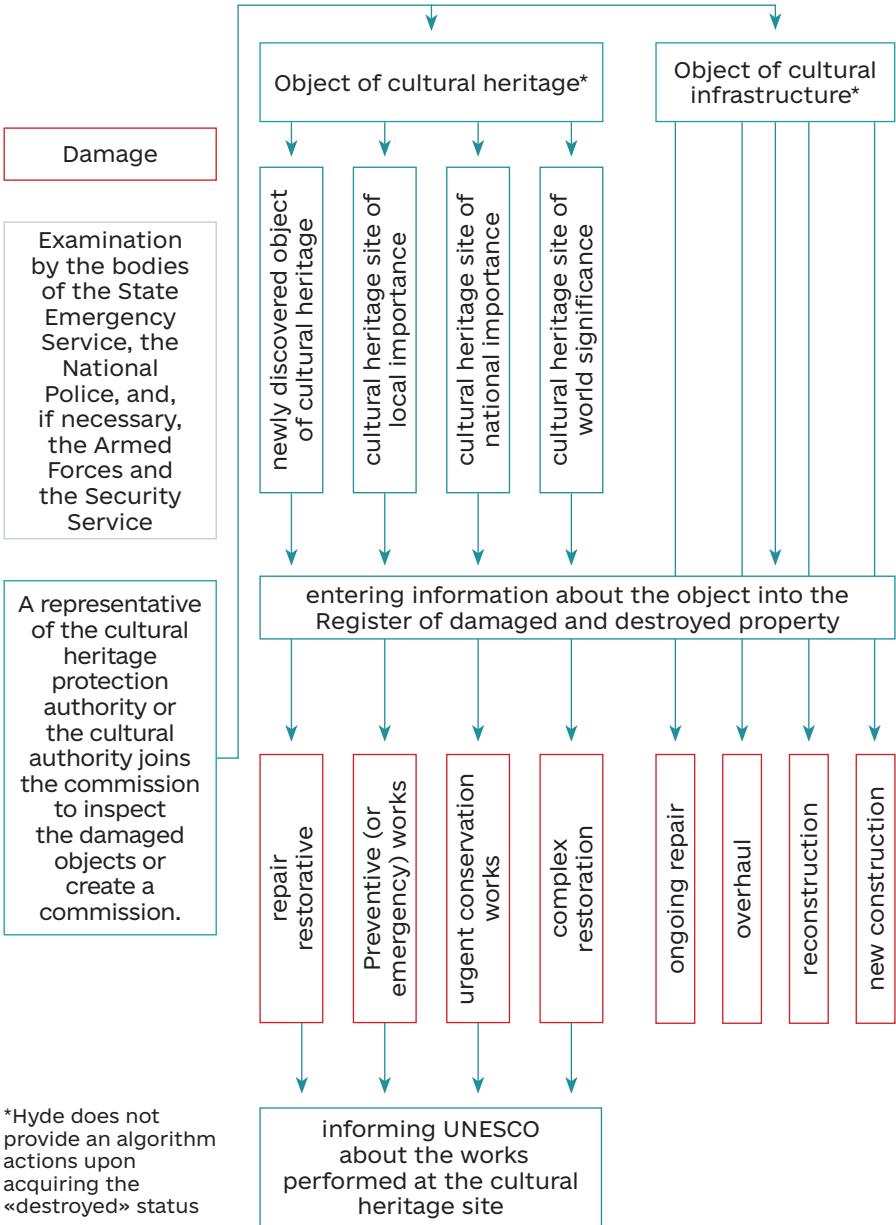 Object of cultural heritage*
Object of cultural
infrastructure*
Damage
Examination
by the bodies
of the State
Emergency
Service, the
National
Police, and,
if necessary,
the Armed
Forces and
the Security
Service
A representative
of the cultural
heritage
protection
authority or
the cultural
authority joins
the commission
to inspect
the damaged
objects or
create a
commission.
newly discovered object
of cultural heritage
cultural heritage site of
local importance
cultural heritage site of
national importance
cultural heritage site of
world significance
entering information about the object into the
Register of damaged and destroyed property
repair
restorative
Preventive (or
emergency) works
urgent conservation
works
complex
restoration
ongoing repair
overhaul
reconstruction
new construction
informing UNESCO
about the works
performed at the cultural
heritage site
*Hyde does not
provide an algorithm
actions upon
acquiring the
«destroyed» status